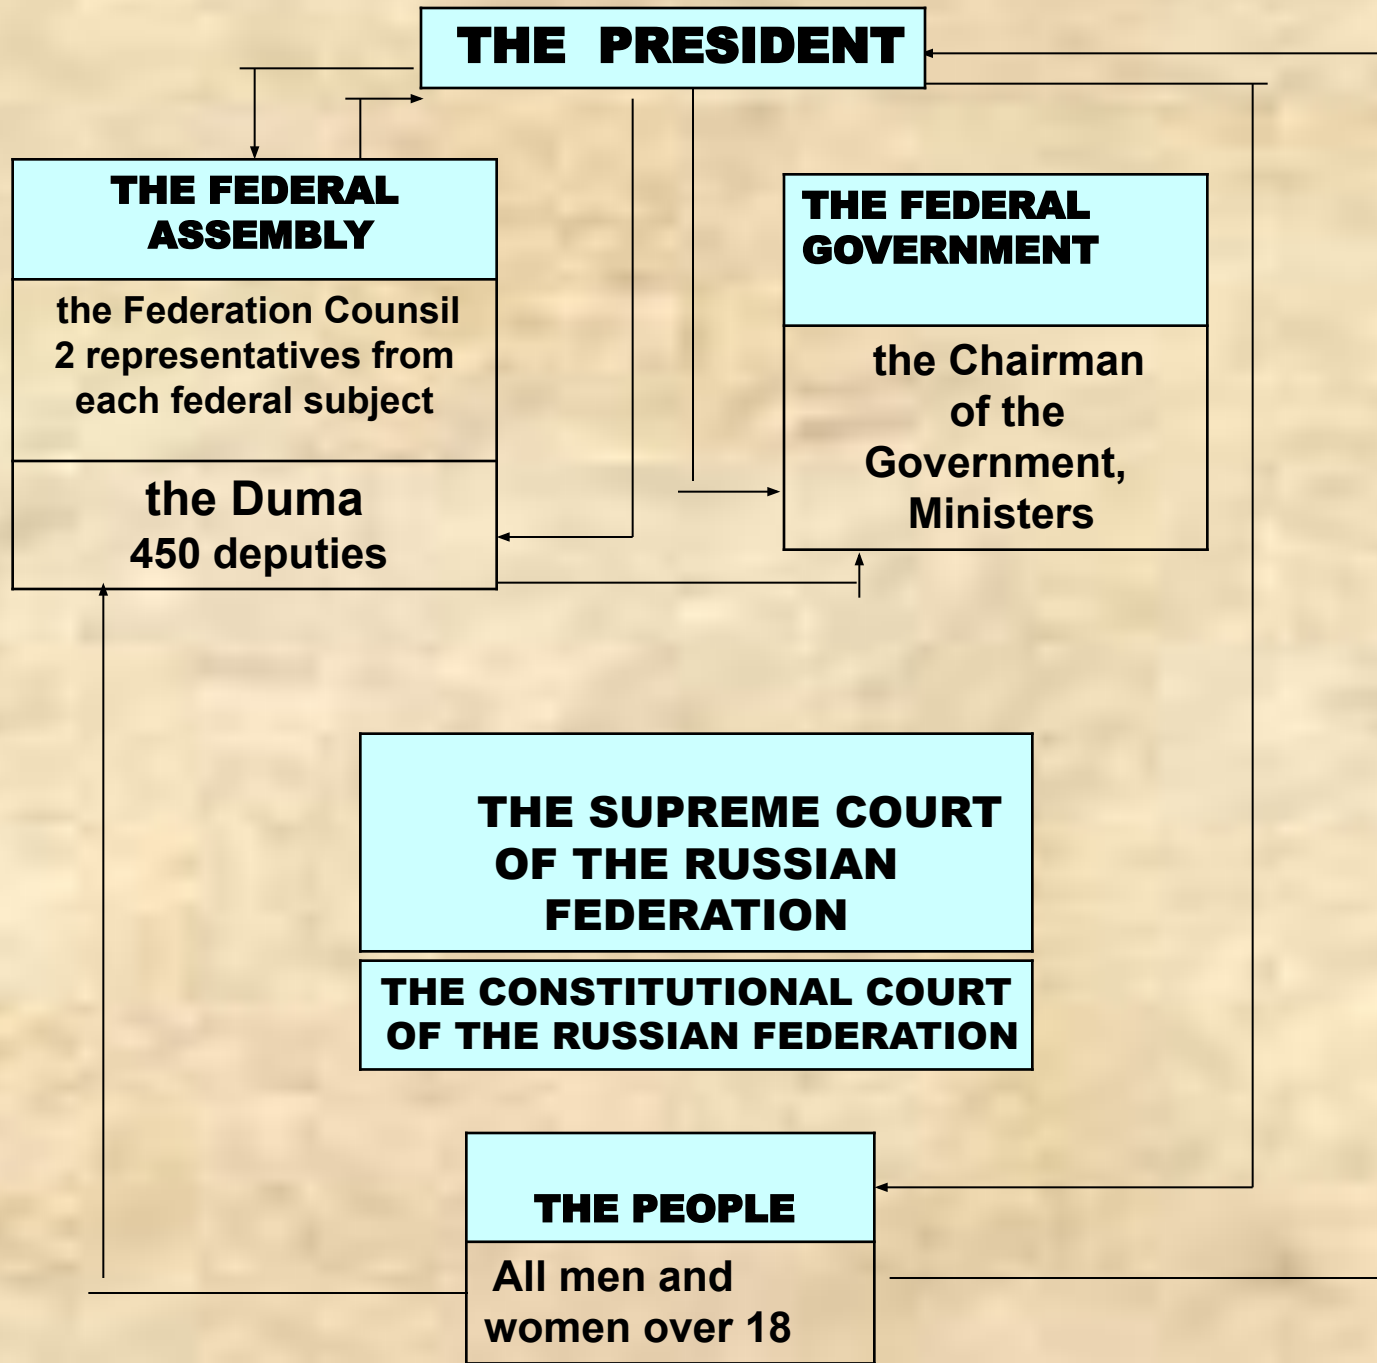 THE PRESIDENT
THE FEDERAL
ASSEMBLY
the Federation Counsil
2 representatives from
each federal subject
the Duma
450 deputies
THE FEDERAL
GOVERNMENT
the Chairman
of the
Government,
Ministers
THE SUPREME COURT
OF THE RUSSIAN
FEDERATION
THE CONSTITUTIONAL COURT
OF THE RUSSIAN FEDERATION
THE PEOPLE
All men and
women over 18